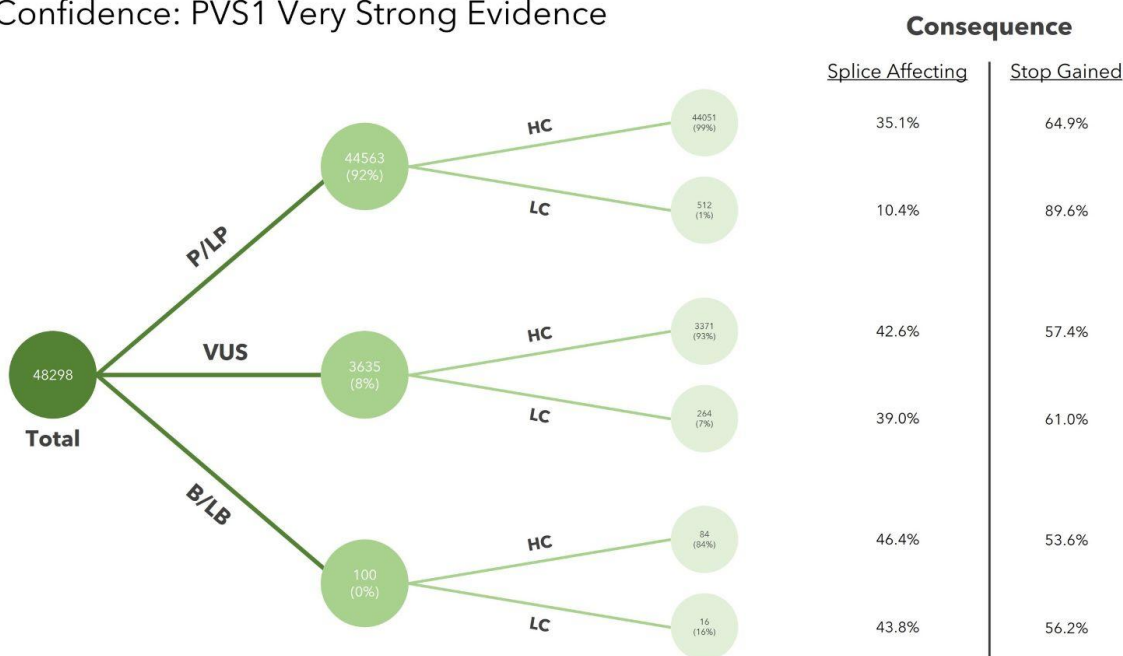 Confidence: PVS1 Very Strong Evidence
Consequence
Splice Affecting
Stop Gained
HC
44051
(99%)
35.1%
64.9%
44563
(92%)
LC
512
(1%)
10.4%
89.6%
P/LP
HC
3371
(93%)
42.6%
57.4%
VUS
3635
(8%)
48298
Total
LC
264
(7%)
39.0%
61.0%
B/LB
HC
84
(84%)
46.4%
53.6%
100
(0%)
LC
16
(16%)
43.8%
56.2%